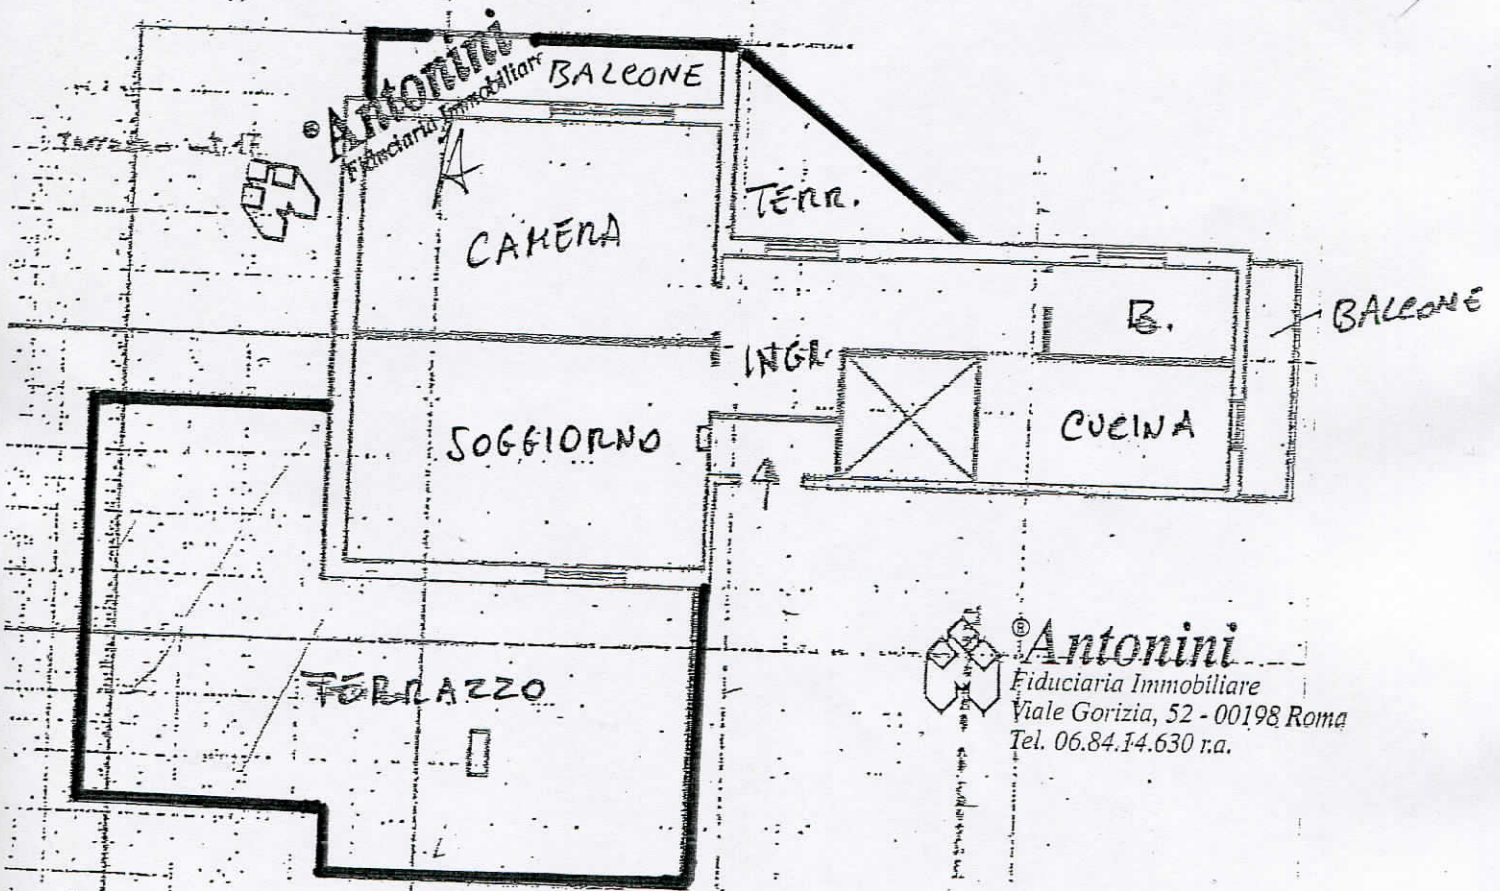 ® Antonini
Fiduciaria Immobiliare
BALCONE
TERR.
CAMERA
B.
BALCONE
INGR.
SOGGIORNO
CUCINA
TERRAZZO
® Antonini
Fiduciaria Immobiliare
Viale Gorizia, 52 - 00198 Roma
Tel. 06.84.14.630 r.a.